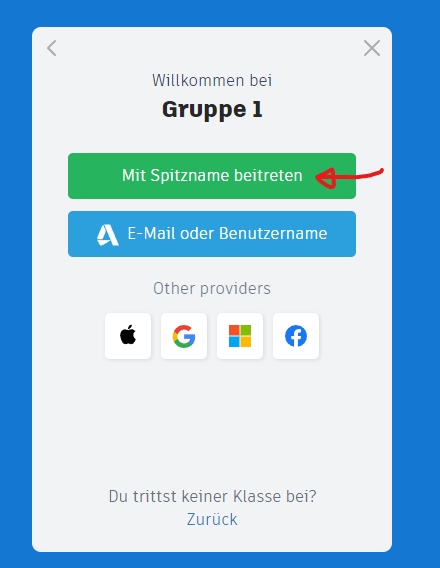 Willkommen bei
Gruppe 1
Mit Spitzname beitreten
E-Mail oder Benutzername
Other providers
Du trittst keiner Klasse bei?
Zurück